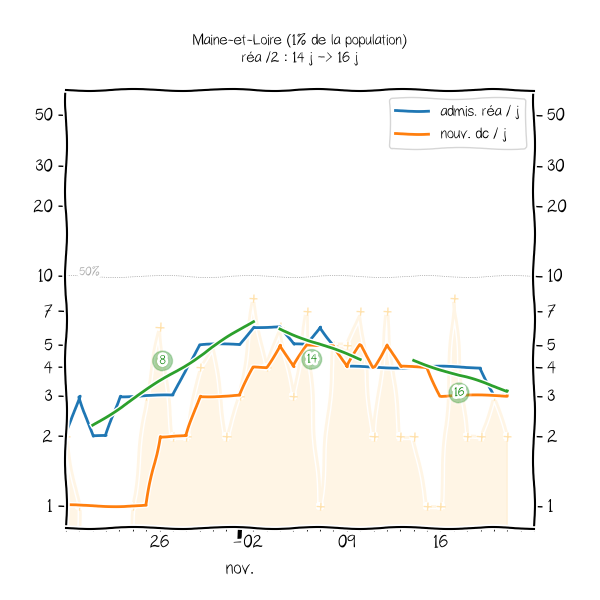 Maine-et-Loire (1% de la population)
réa /2 : 14 j -> 16 j
admis. réa / j
nouv. dc / j
50 50
30 30
20 20
10 10
50%
7 7
5 5
4 4
3 3
2 2
1 1
8
14
16
26 02 09 16
nov.